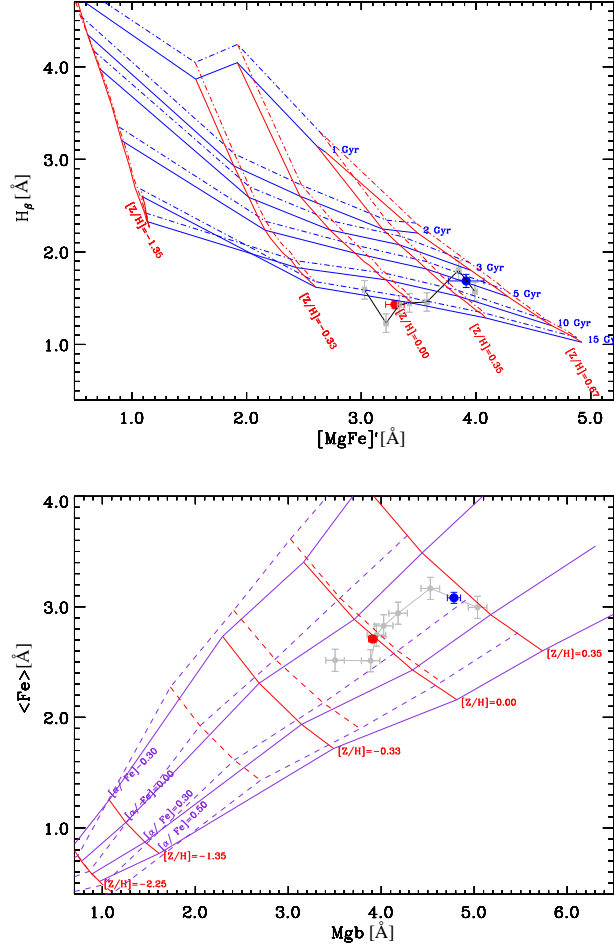 4.0
3.0
2.0
1.0
Hβ [Å]
1 Gyr
2 Gyr
3 Gyr
5 Gyr
10 Gyr
15 Gy
[Z/H]=-1.35
[Z/H]=-0.33
[Z/H]=0.00
[Z/H]=0.35
[Z/H]=0.67
1.0 2.0 3.0 4.0 5.0
[MgFe]' [Å]
4.0
3.0
2.0
1.0
<Fe> [Å]
[α/Fe]-0.30
[α/Fe]=0.00
[α/Fe]=0.30
[α/Fe]=0.50
[Z/H]=0.35
[Z/H]=0.00
[Z/H]=-0.33
[Z/H]=-1.35
[Z/H]=-2.25
1.0 2.0 3.0 4.0 5.0 6.0
Mgb [Å]